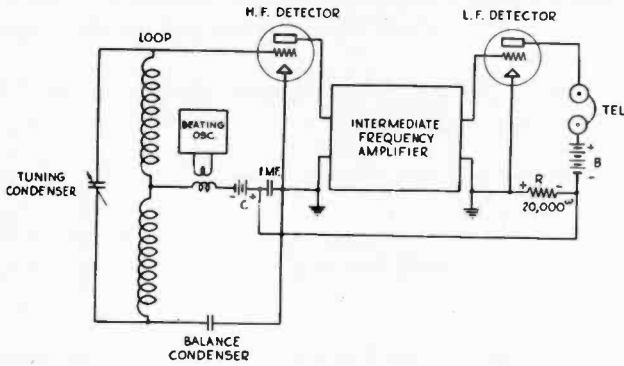 H.F. DETECTOR
L.F. DETECTOR
LOOP
BEATING
OSC.
TUNING
CONDENSER
- C +
1 MF.
INTERMEDIATE
FREQUENCY
AMPLIFIER
TEL
+
B
-
+ R -
20,000 ω
BALANCE
CONDENSER